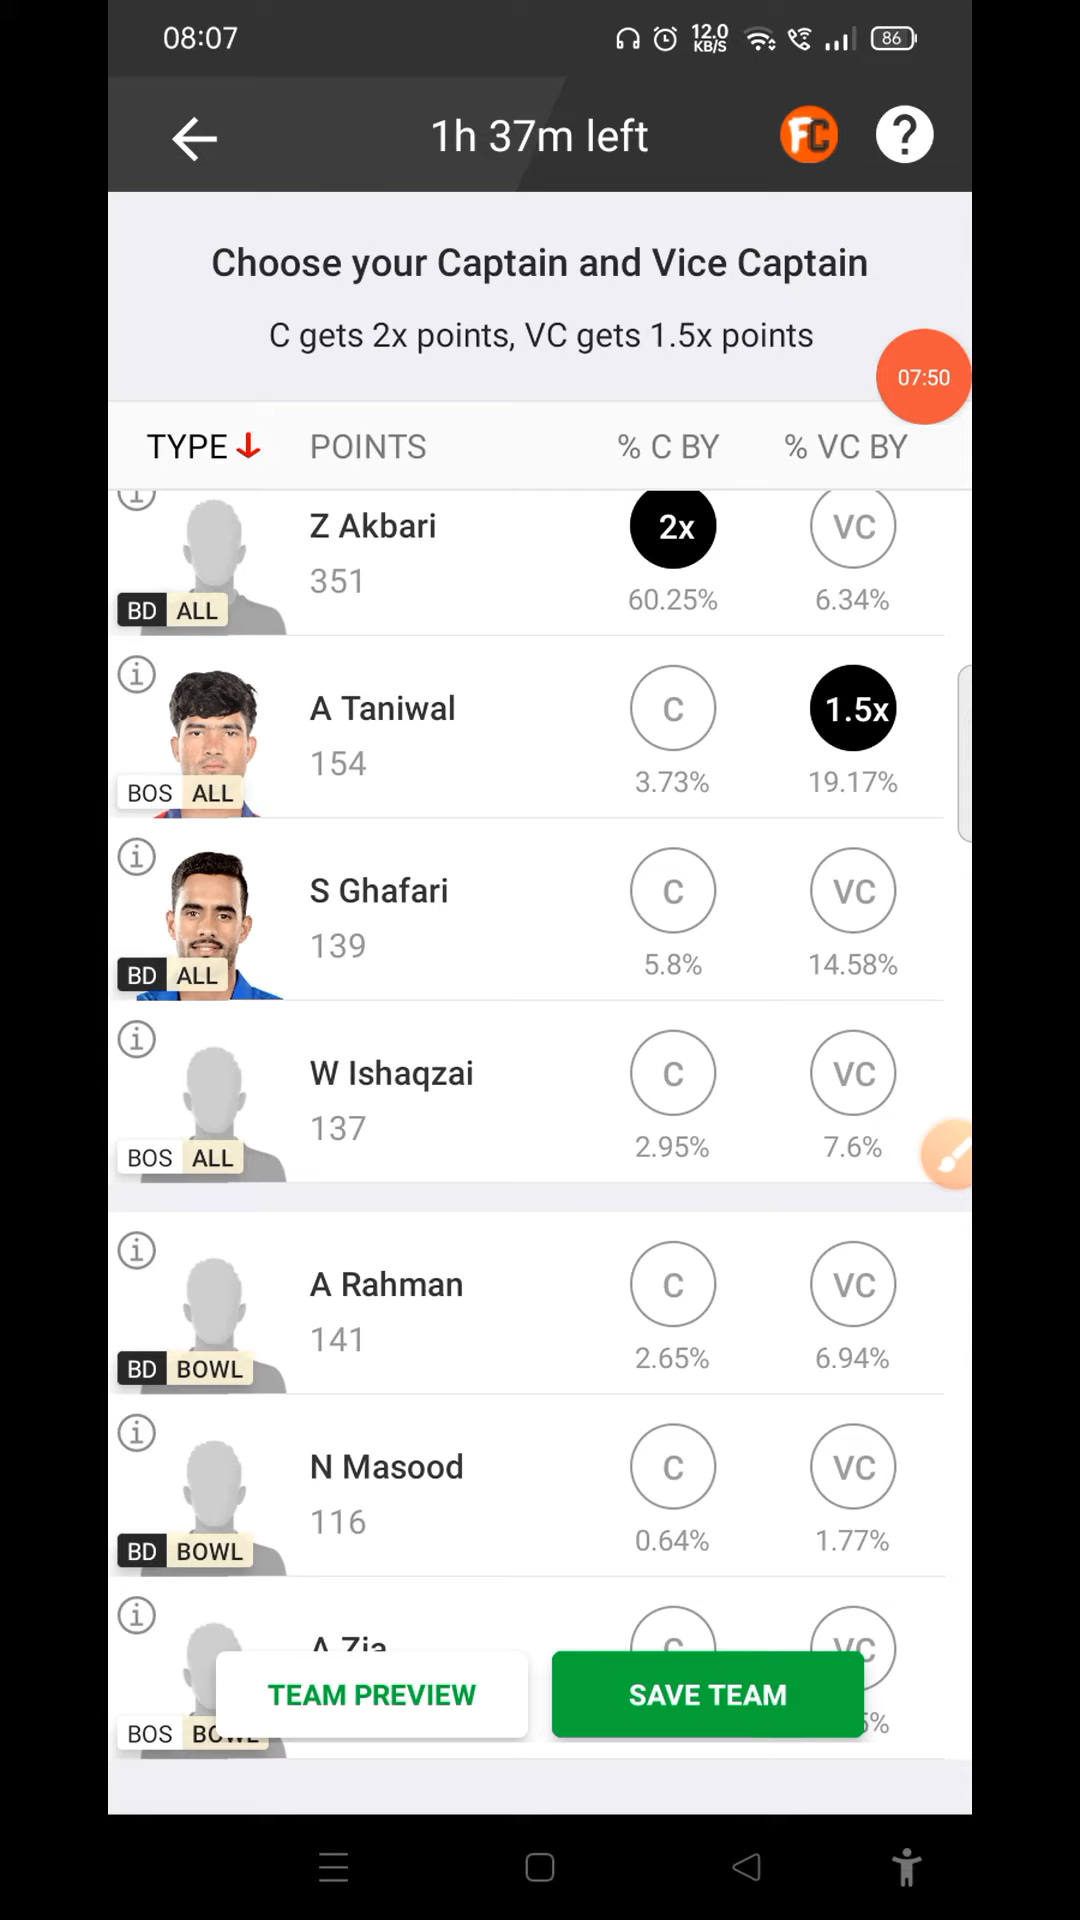 08:07
12.0
KB/S
86
1h 37m left
FC
?
Choose your Captain and Vice Captain
C gets 2x points, VC gets 1.5x points
07:50
TYPE POINTS % C BY % VC BY
Z Akbari
351
BD ALL
2x
60.25%
VC
6.34%
A Taniwal
154
BOS ALL
C
3.73%
1.5x
19.17%
S Ghafari
139
BD ALL
C
5.8%
VC
14.58%
W Ishaqzai
137
BOS ALL
C
2.95%
VC
7.6%
A Rahman
141
BD BOWL
C
2.65%
VC
6.94%
N Masood
116
BD BOWL
C
0.64%
VC
1.77%
A Zia
BOS BOWL
C
VC
TEAM PREVIEW
SAVE TEAM